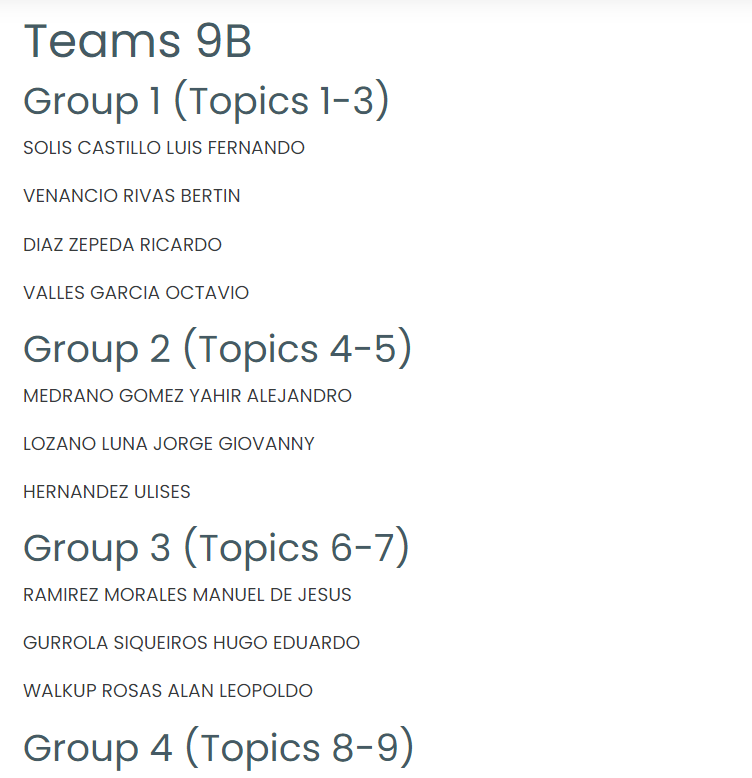 Teams 9B
Group 1 (Topics 1-3)
SOLIS CASTILLO LUIS FERNANDO
VENANCIO RIVAS BERTIN
DIAZ ZEPEDA RICARDO
VALLES GARCIA OCTAVIO
Group 2 (Topics 4-5)
MEDRANO GOMEZ YAHIR ALEJANDRO
LOZANO LUNA JORGE GIOVANNY
HERNANDEZ ULISES
Group 3 (Topics 6-7)
RAMIREZ MORALES MANUEL DE JESUS
GURROLA SIQUEIROS HUGO EDUARDO
WALKUP ROSAS ALAN LEOPOLDO
Group 4 (Topics 8-9)